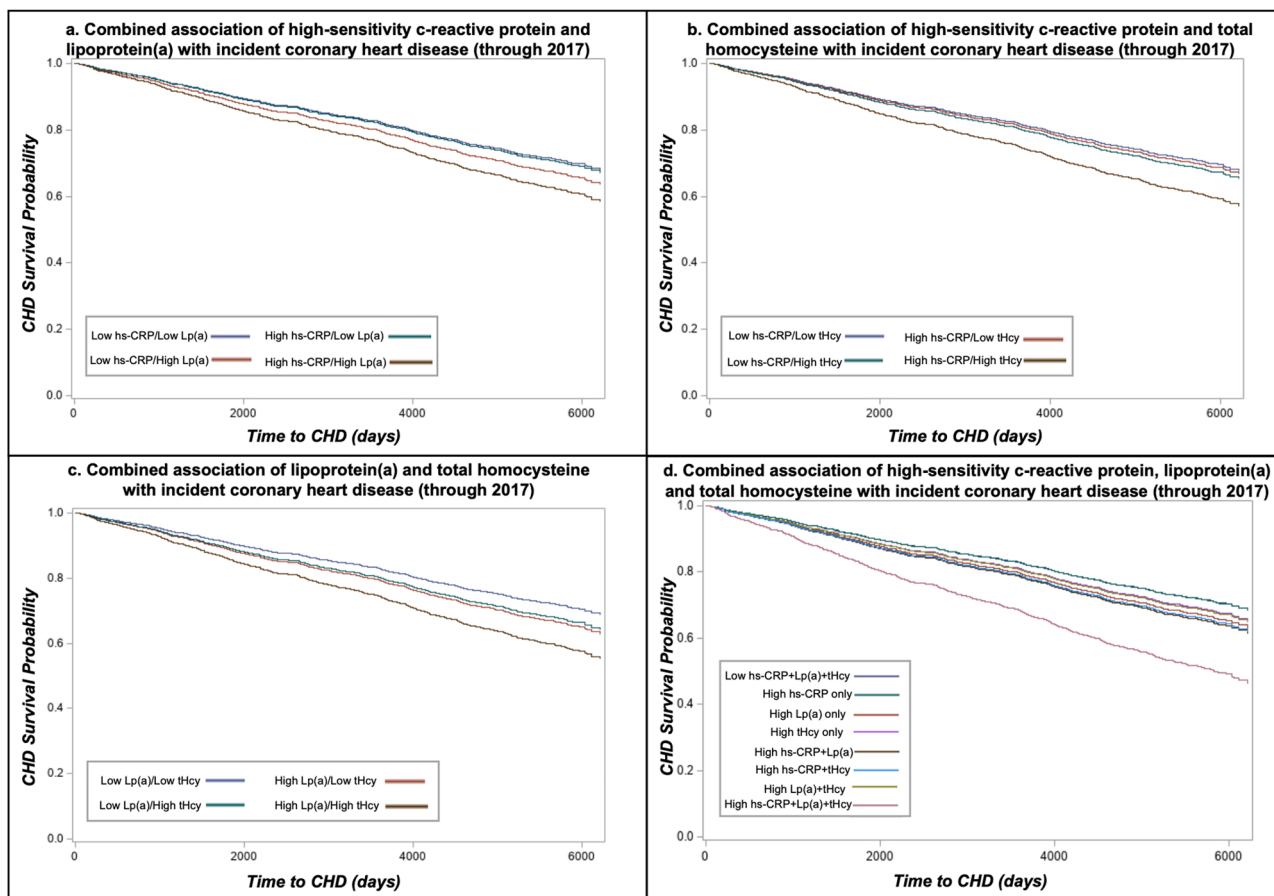 a. Combined association of high-sensitivity c-reactive protein and
lipoprotein(a) with incident coronary heart disease (through 2017)
1.0
0.8
0.6
0.4
0.2
0.0
CHD Survival Probability
Low hs-CRP/Low Lp(a)
High hs-CRP/Low Lp(a)
Low hs-CRP/High Lp(a)
High hs-CRP/High Lp(a)
0
2000
4000
6000
Time to CHD (days)
b. Combined association of high-sensitivity c-reactive protein and total
homocysteine with incident coronary heart disease (through 2017)
1.0
0.8
0.6
0.4
0.2
0.0
CHD Survival Probability
Low hs-CRP/Low tHcy
High hs-CRP/Low tHcy
Low hs-CRP/High tHcy
High hs-CRP/High tHcy
0
2000
4000
6000
Time to CHD (days)
c. Combined association of lipoprotein(a) and total homocysteine
with incident coronary heart disease (through 2017)
1.0
0.8
0.6
0.4
0.2
0.0
CHD Survival Probability
Low Lp(a)/Low tHcy
High Lp(a)/Low tHcy
Low Lp(a)/High tHcy
High Lp(a)/High tHcy
0
2000
4000
6000
Time to CHD (days)
d. Combined association of high-sensitivity c-reactive protein, lipoprotein(a)
and total homocysteine with incident coronary heart disease (through 2017)
1.0
0.8
0.6
0.4
0.2
0.0
CHD Survival Probability
Low hs-CRP+Lp(a)+tHcy
High hs-CRP only
High Lp(a) only
High tHcy only
High hs-CRP+Lp(a)
High hs-CRP+tHcy
High Lp(a)+tHcy
High hs-CRP+Lp(a)+tHcy
0
2000
4000
6000
Time to CHD (days)